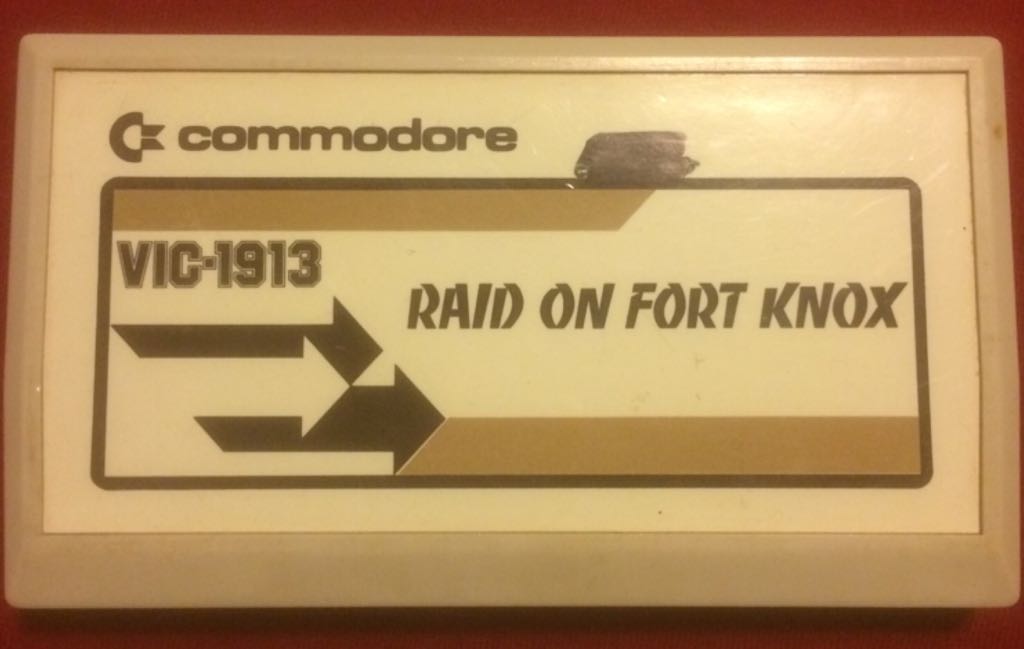 commodore
VIC-1913
RAID ON FORT KNOX